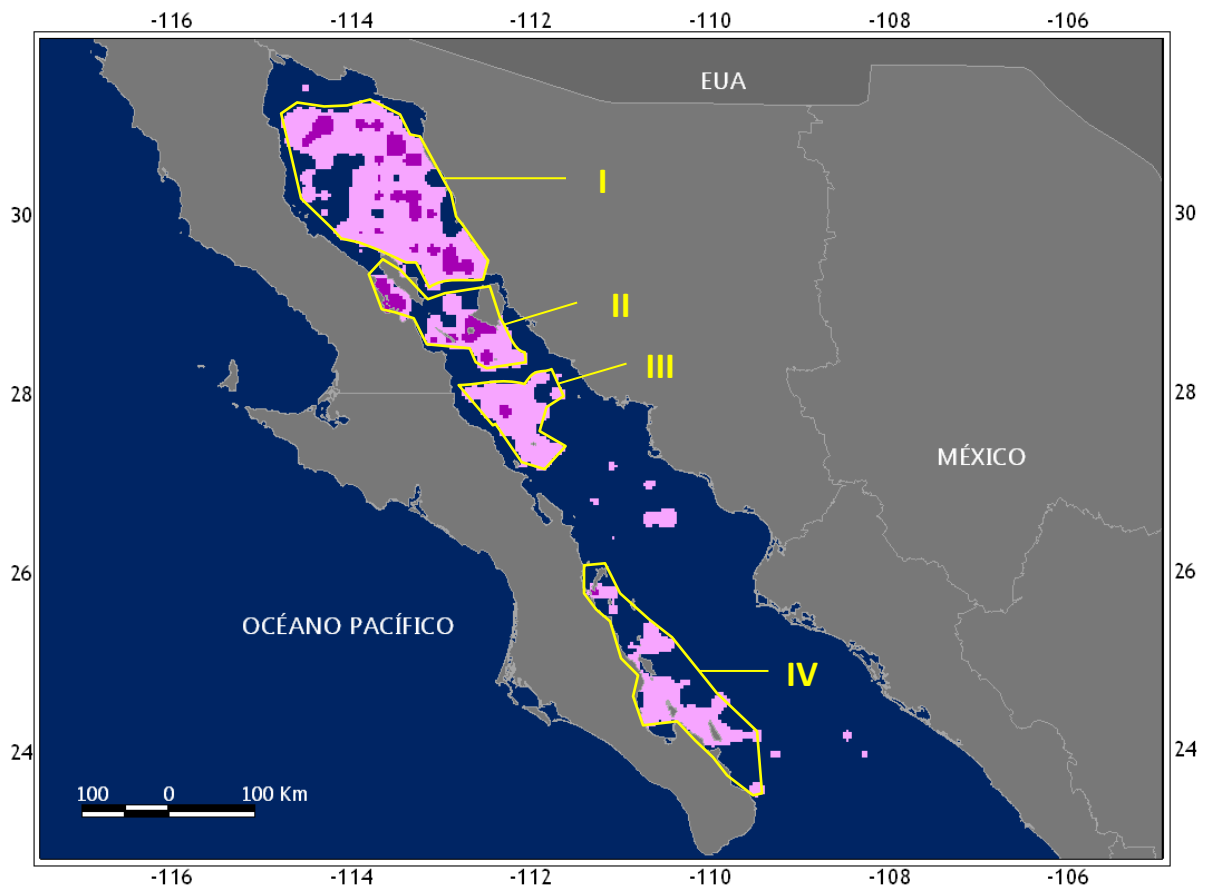 -116 -114 -112 -110 -108 -106
EUA
I
30 30
II
III
28 28
MÉXICO
26 26
OCÉANO PACÍFICO
IV
24 24
100 0 100 Km
-116 -114 -112 -110 -108 -106